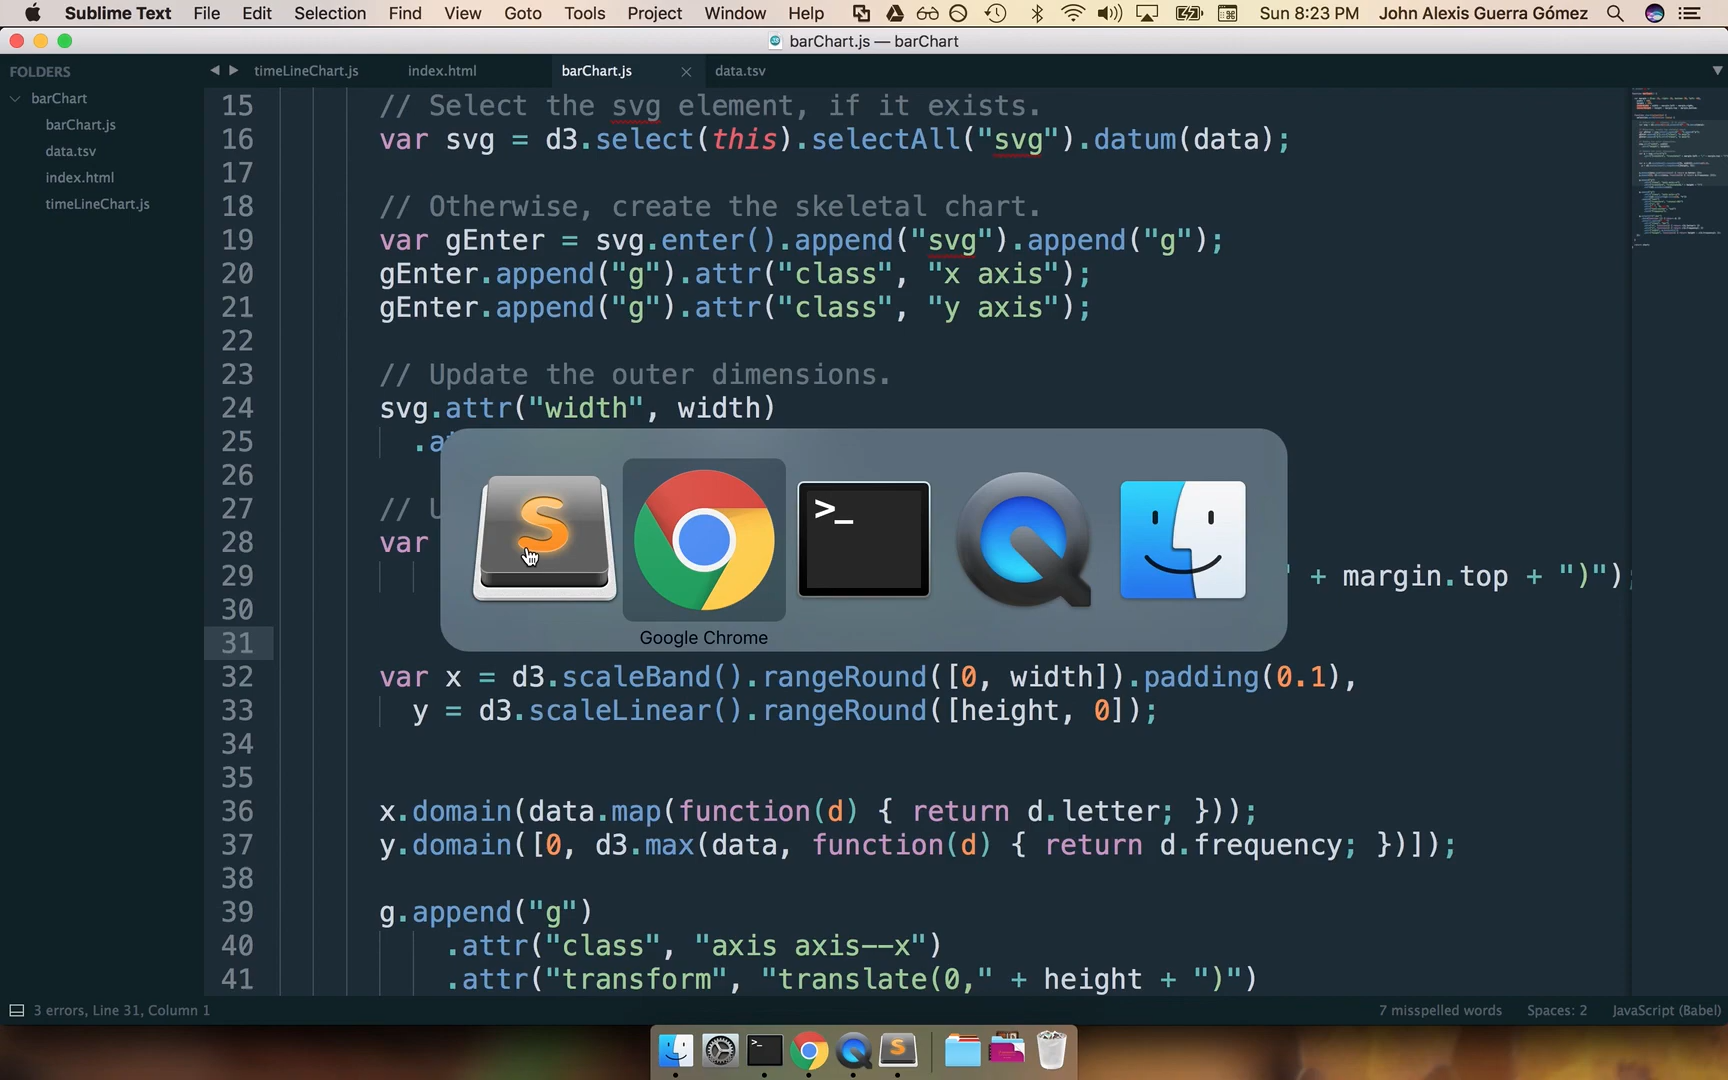 Sublime Text File Edit Selection Find View Goto Tools Project Window Help Sun 8:23 PM John Alexis Guerra Gómez
barChart.js — barChart
FOLDERS
barChart
barChart.js
data.tsv
index.html
timeLineChart.js
timeLineChart.js index.html barChart.js data.tsv
15 // Select the svg element, if it exists.
16 var svg = d3.select(this).selectAll("svg").datum(data);
17
18 // Otherwise, create the skeletal chart.
19 var gEnter = svg.enter().append("svg").append("g");
20 gEnter.append("g").attr("class", "x axis");
21 gEnter.append("g").attr("class", "y axis");
22
23 // Update the outer dimensions.
24 svg.attr("width", width)
25 .a
26
27 // U
28 var
29 " + margin.top + ")");
30
31
32 var x = d3.scaleBand().rangeRound([0, width]).padding(0.1),
33 y = d3.scaleLinear().rangeRound([height, 0]);
34
35
36 x.domain(data.map(function(d) { return d.letter; }));
37 y.domain([0, d3.max(data, function(d) { return d.frequency; })]);
38
39 g.append("g")
40 .attr("class", "axis axis--x")
41 .attr("transform", "translate(0," + height + ")")
S
>_
Google Chrome
3 errors, Line 31, Column 1 7 misspelled words Spaces: 2 JavaScript (Babel)